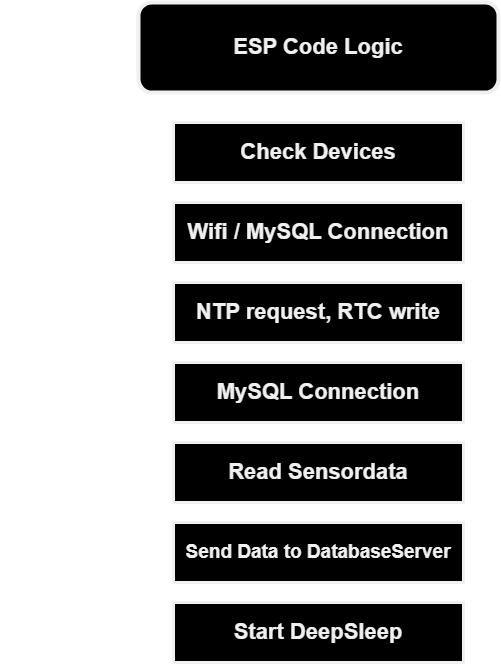 ESP Code Logic
Check Devices
Wifi / MySQL Connection
NTP request, RTC write
MySQL Connection
Read Sensordata
Send Data to DatabaseServer
Start DeepSleep